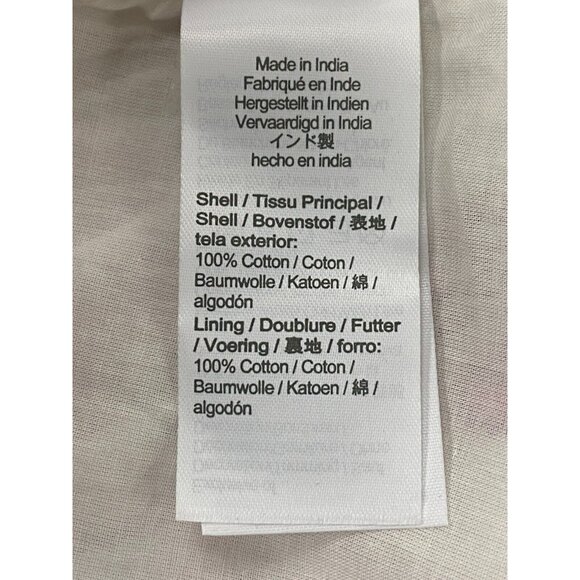 Made in India
Fabriqué en Inde
Hergestellt in Indien
Vervaardigd in India
インド製
hecho en india
Shell / Tissu Principal /
Shell / Bovenstof / 表地 /
tela exterior:
100% Cotton / Coton /
Baumwolle / Katoen / 綿 /
algodón
Lining / Doublure / Futter
/ Voering / 裏地 / forro:
100% Cotton / Coton /
Baumwolle / Katoen / 綿 /
algodón